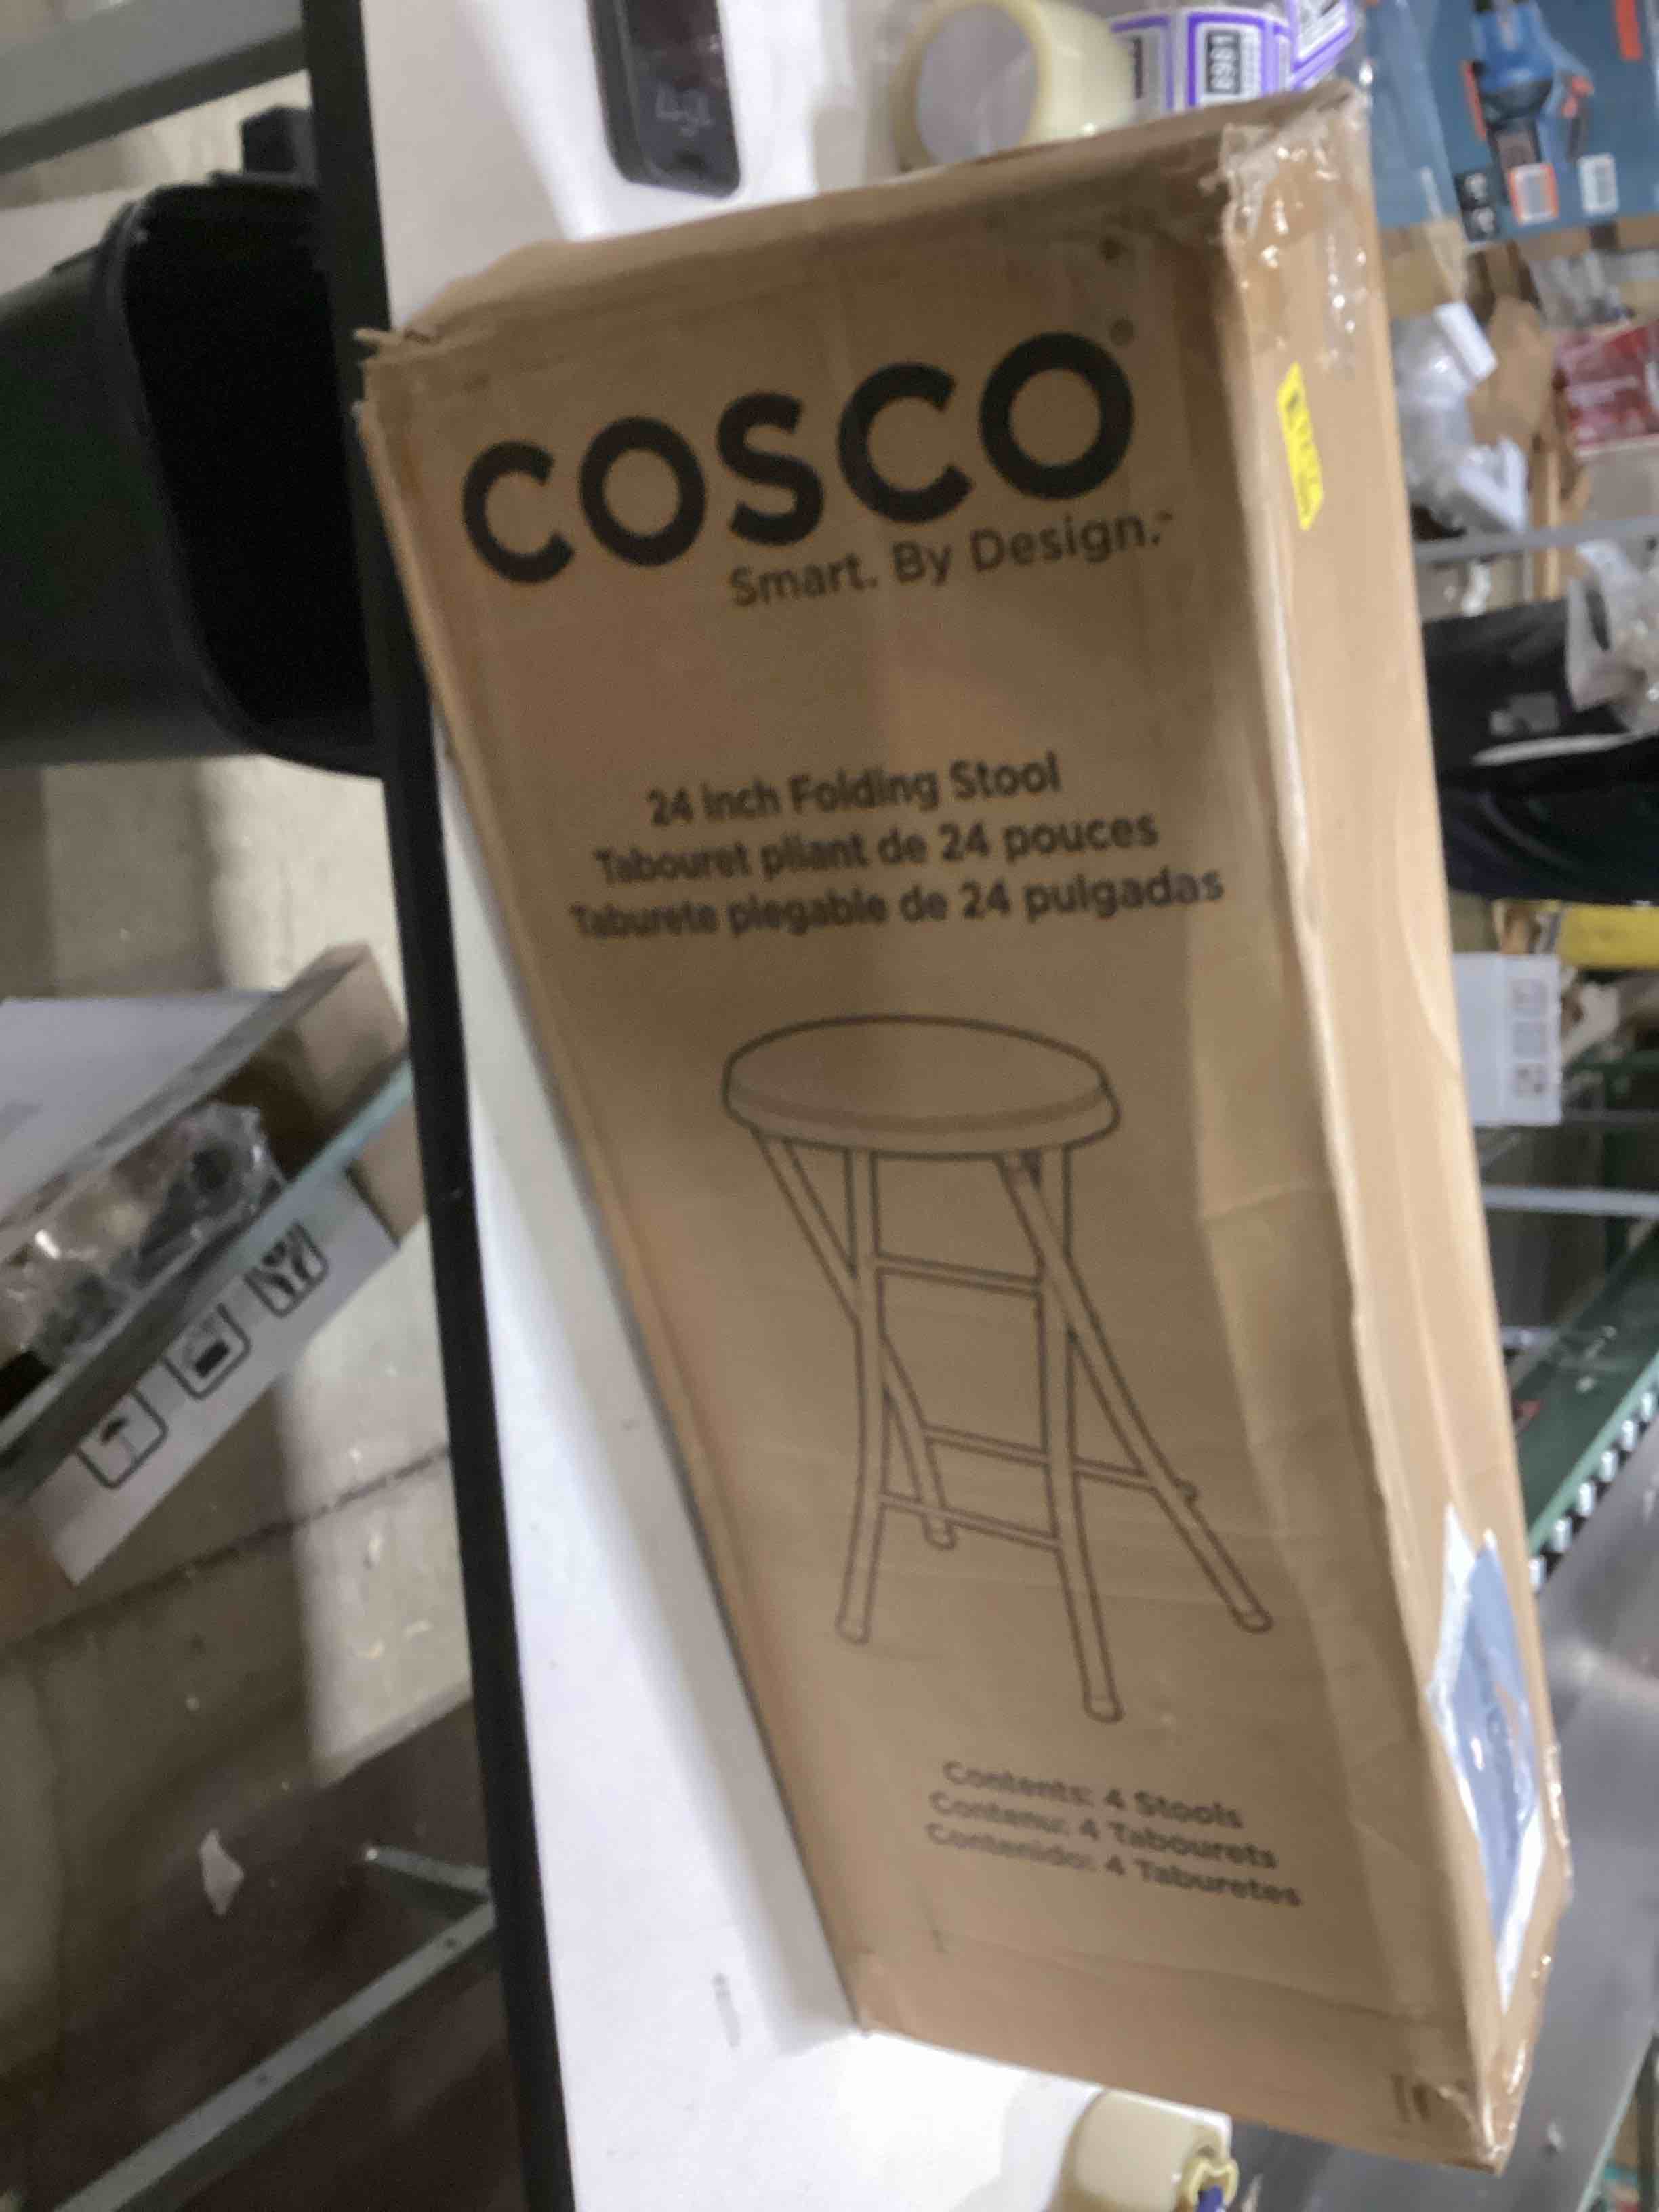 COSCO®
Smart. By Design.™
24 inch Folding Stool
Tabouret pliant de 24 pouces
Taburete plegable de 24 pulgadas
Contents: 4 Stools
Contenu: 4 Tabourets
Contenido: 4 Taburetes